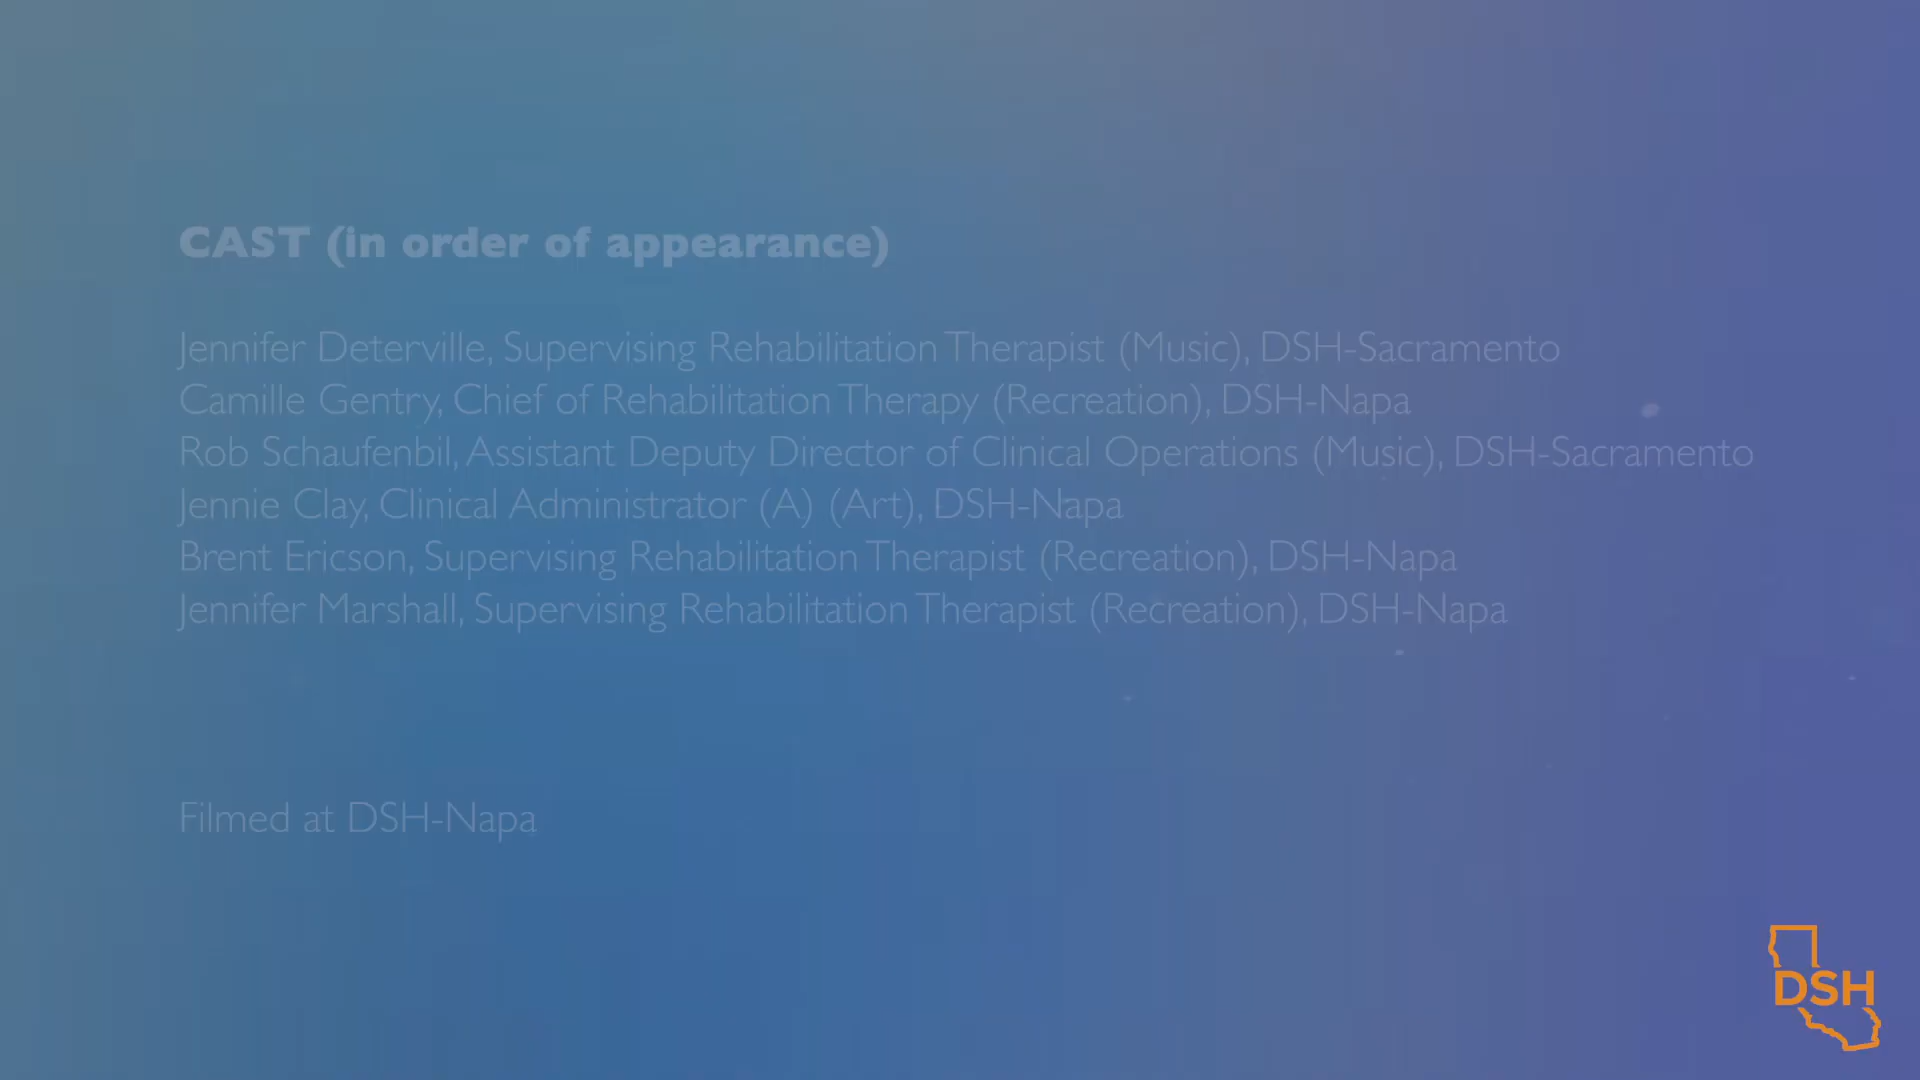 CAST (in order of appearance)
Jennifer Deterville, Supervising Rehabilitation Therapist (Music), DSH-Sacramento
Camille Gentry, Chief of Rehabilitation Therapy (Recreation), DSH-Napa
Rob Schaufenbil, Assistant Deputy Director of Clinical Operations (Music), DSH-Sacramento
Jennie Clay, Clinical Administrator (A) (Art), DSH-Napa
Brent Ericson, Supervising Rehabilitation Therapist (Recreation), DSH-Napa
Jennifer Marshall, Supervising Rehabilitation Therapist (Recreation), DSH-Napa
Filmed at DSH-Napa
DSH